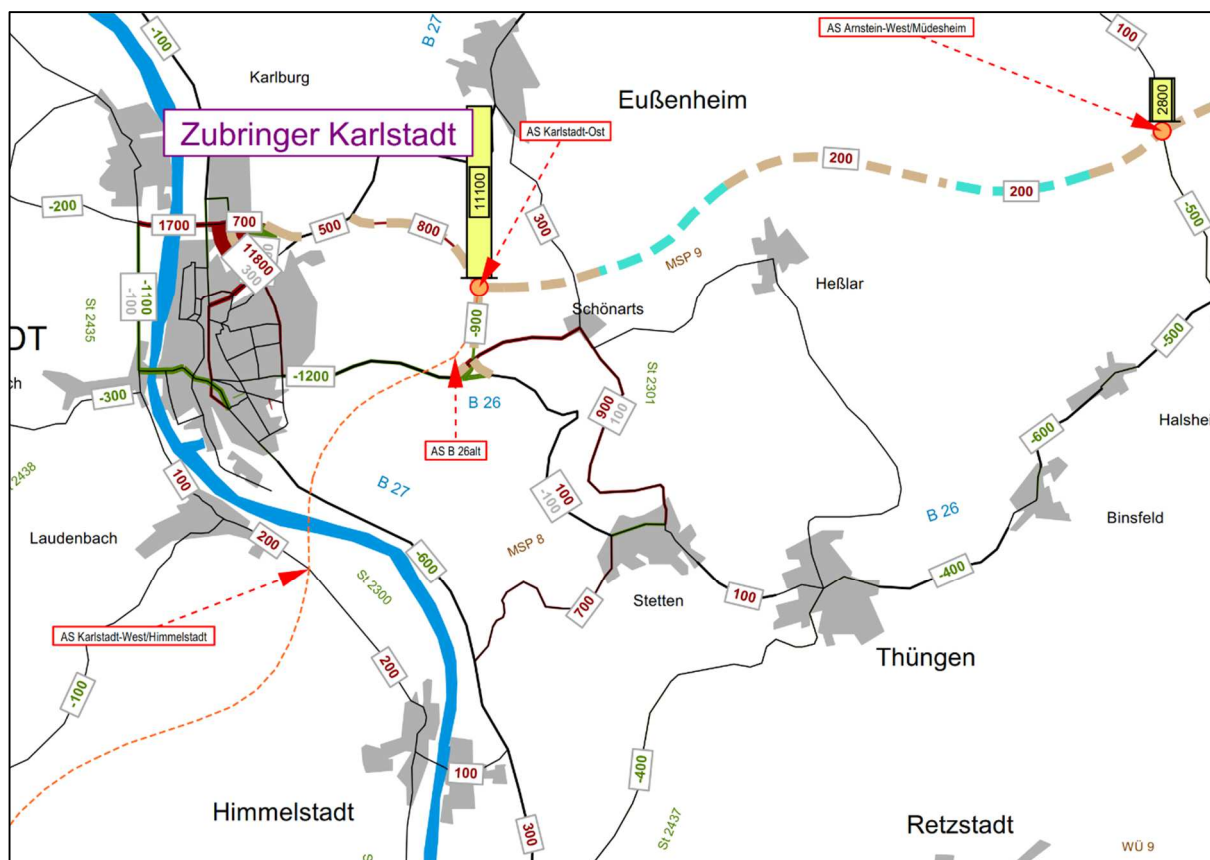 -100
B 27
AS Arnstein-West/Müdesheim
100
Karlburg
Eußenheim
2800
Zubringer Karlstadt
AS Karlstadt-Ost
11100
200
200
-200
1700
700
500
800
300
-500
11800
300
MSP 9
Heßlar
-1100
-100
St 2435
DT
-900
Schönarts
-500
ch
-300
-1200
B 26
St 2301
900
100
Halshei
-600
AS B 26alt
2438
100
B 27
100
-100
B 26
Binsfeld
Laudenbach
200
MSP 8
-600
St 2300
Stetten
700
100
-400
AS Karlstadt-West/Himmelstadt
Thüngen
-100
200
100
-400
Himmelstadt
300
St 2437
Retzstadt
WÜ 9